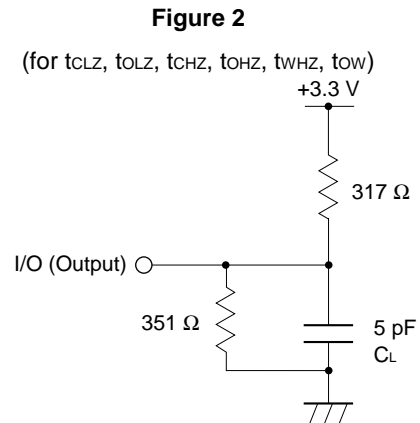 Figure 2
(for tCLZ, tOLZ, tCHZ, tOHZ, tWHZ, tOW)
+3.3 V
317 Ω
I/O (Output)
351 Ω
5 pF
CL